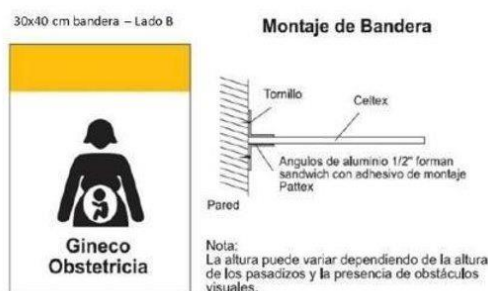 30x40 cm bandera – Lado B
Gineco
Obstetricia
Montaje de Bandera
Tornillo
Celtex
Angulos de aluminio 1/2" forman
sandwich con adhesivo de montaje
Pattex
Pared
Nota:
La altura puede variar dependiendo de la altura
de los pasadizos y la presencia de obstáculos
visuales.